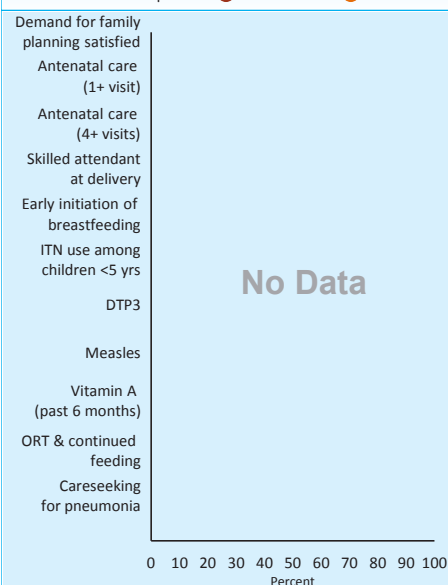 Demand for family
planning satisfied
Antenatal care
(1+ visit)
Antenatal care
(4+ visits)
Skilled attendant
at delivery
Early initiation of
breastfeeding
ITN use among
children <5 yrs
No Data
DTP3
Measles
Vitamin A
(past 6 months)
ORT & continued
feeding
Careseeking
for pneumonia
0 10 20 30 40 50 60 70 80 90 100
Percent